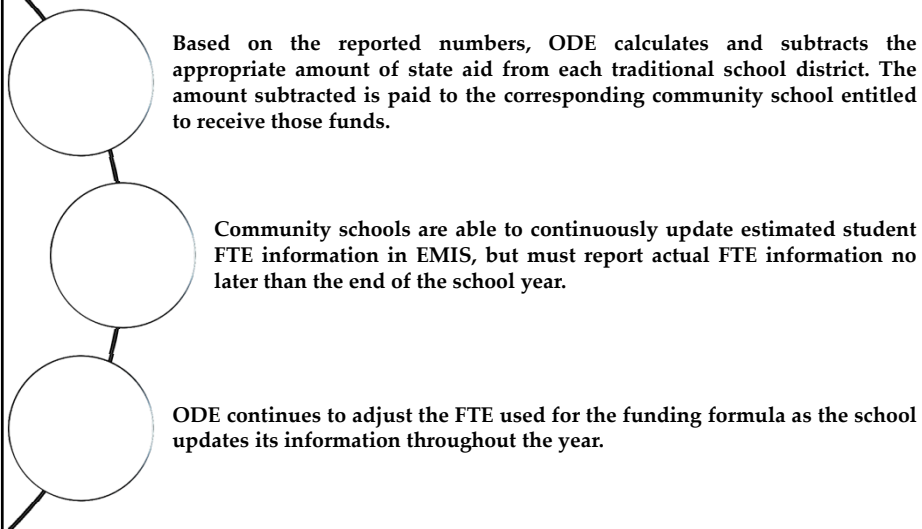 Based on the reported numbers, ODE calculates and subtracts the
appropriate amount of state aid from each traditional school district. The
amount subtracted is paid to the corresponding community school entitled
to receive those funds.
Community schools are able to continuously update estimated student
FTE information in EMIS, but must report actual FTE information no
later than the end of the school year.
ODE continues to adjust the FTE used for the funding formula as the school
updates its information throughout the year.